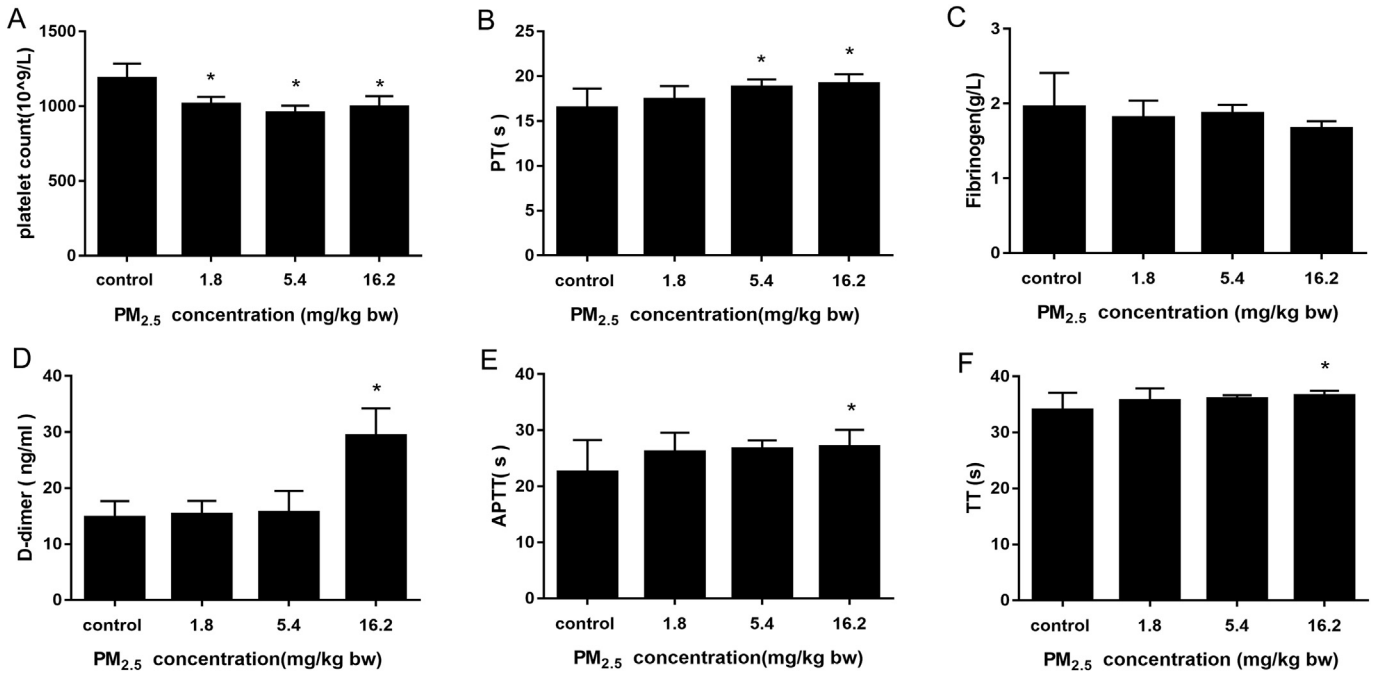 A
platelet count(10^9/L)
1500
1000
500
0
* * *
control 1.8 5.4 16.2
PM2.5 concentration (mg/kg bw)
B
PT( s )
25
20
15
10
5
0
* *
control 1.8 5.4 16.2
PM2.5 concentration(mg/kg bw)
C
Fibrinogen(g/L)
3
2
1
0
control 1.8 5.4 16.2
PM2.5 concentration (mg/kg bw)
D
D-dimer ( ng/ml )
40
30
20
10
0
*
control 1.8 5.4 16.2
PM2.5 concentration(mg/kg bw)
E
APTT( s )
40
30
20
10
0
*
control 1.8 5.4 16.2
PM2.5 concentration(mg/kg bw)
F
TT (s)
40
30
20
10
0
*
control 1.8 5.4 16.2
PM2.5 concentration (mg/kg bw)